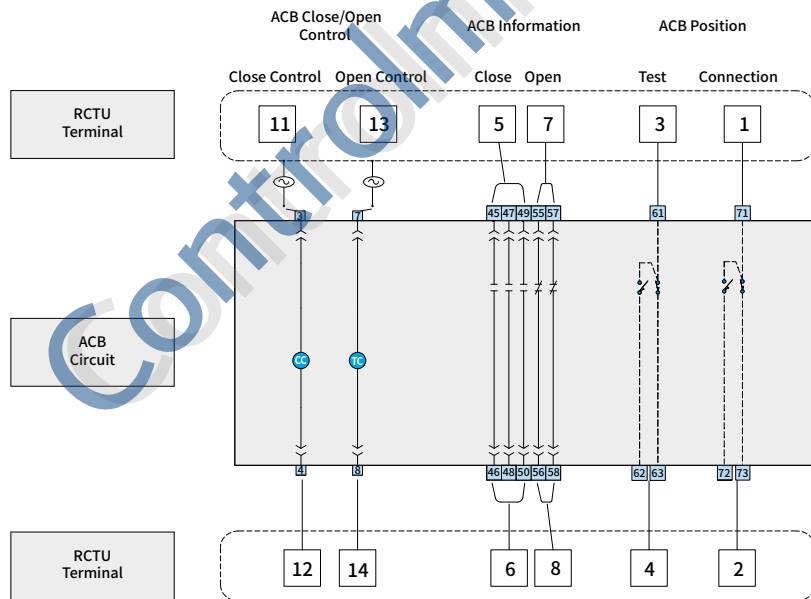 ACB Close/Open
Control
ACB Information
ACB Position
Close Control
Open Control
Close
Open
Test
Connection
RCTU
Terminal
11
13
5
7
3
1
3
7
45
47
49
55
57
61
71
ACB
Circuit
CC
TC
4
8
46
48
50
56
58
62
63
72
73
RCTU
Terminal
12
14
6
8
4
2